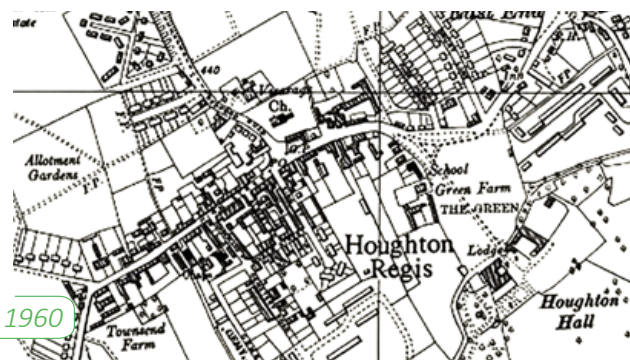 East End
440
Vicarage
Ch.
F.P.
Inn
F.P.
Allotment
Gardens
F.P.
F.P.
P.O.
School
Green Farm
THE GREEN
Houghton
Regis
Lodge
Houghton
Hall
1960
Townsend
Farm